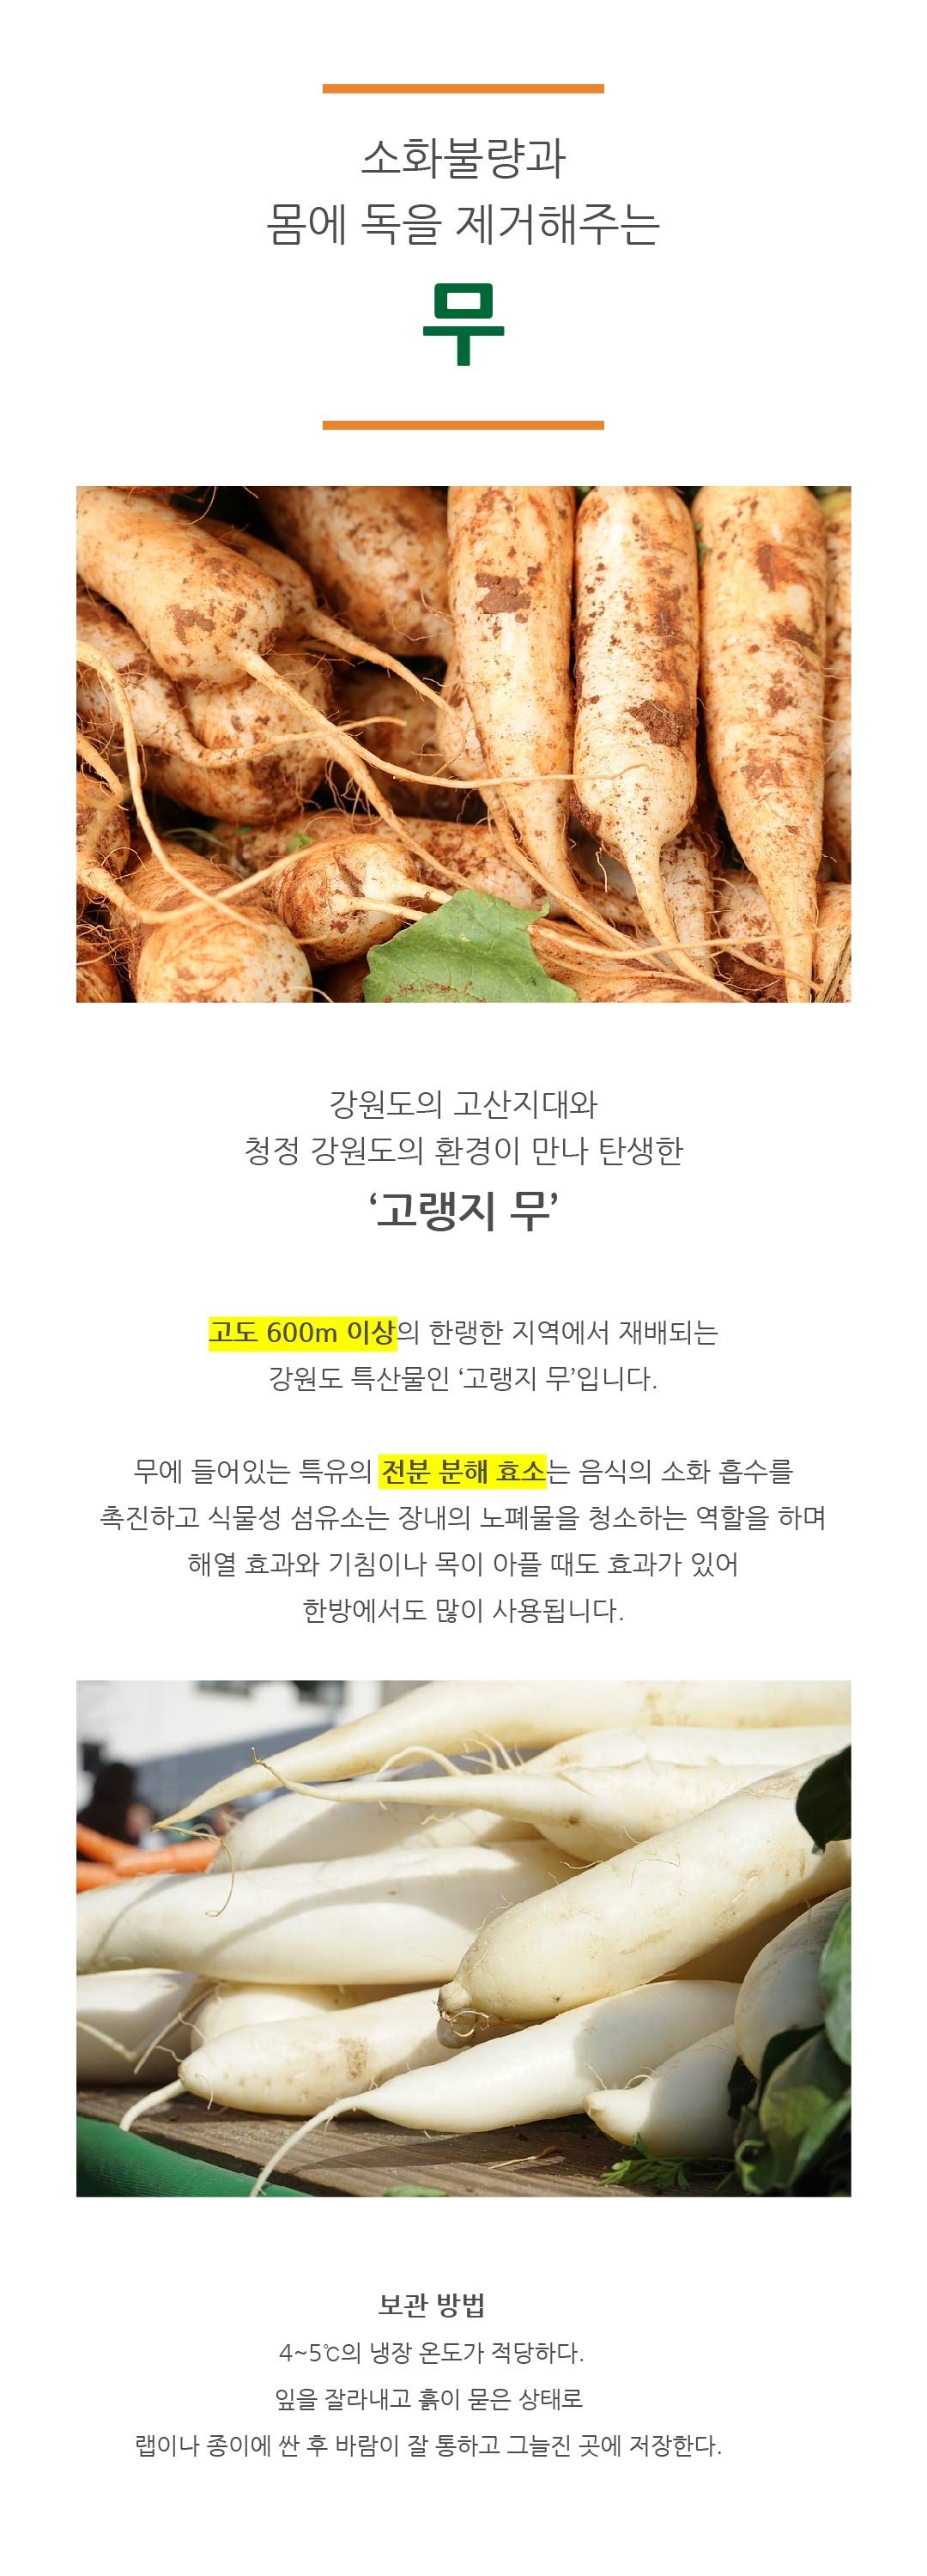 소화불량과
몸에 독을 제거해주는
무
강원도의 고산지대와
청정 강원도의 환경이 만나 탄생한
‘고랭지 무’
고도 600m 이상의 한랭한 지역에서 재배되는
강원도 특산물인 ‘고랭지 무’입니다.
무에 들어있는 특유의 전분 분해 효소는 음식의 소화 흡수를
촉진하고 식물성 섬유소는 장내의 노폐물을 청소하는 역할을 하며
해열 효과와 기침이나 목이 아플 때도 효과가 있어
한방에서도 많이 사용됩니다.
보관 방법
4~5℃의 냉장 온도가 적당하다.
잎을 잘라내고 흙이 묻은 상태로
랩이나 종이에 싼 후 바람이 잘 통하고 그늘진 곳에 저장한다.